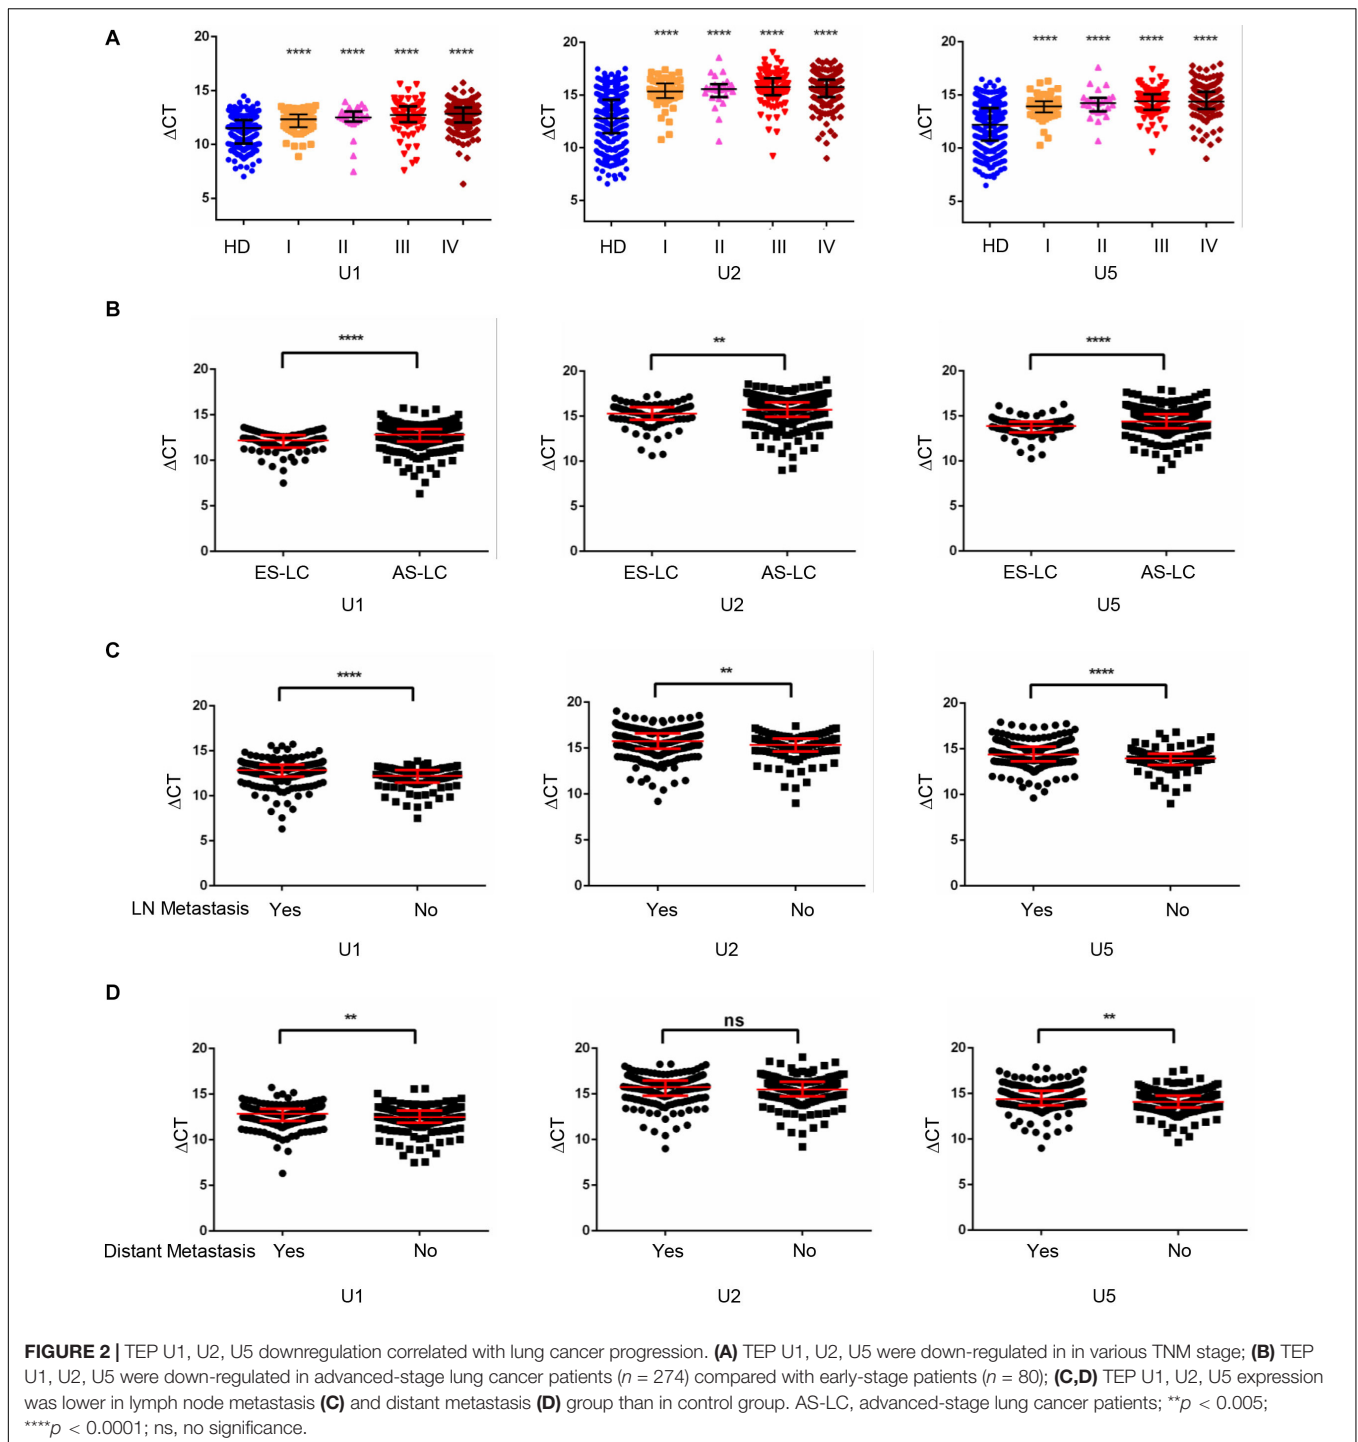 A
20
15
10
5
ΔCT
**** **** **** ****
HD I II III IV
U1
20
15
10
5
ΔCT
**** **** **** ****
HD I II III IV
U2
20
15
10
5
ΔCT
**** **** **** ****
HD I II III IV
U5
B
20
15
10
5
0
ΔCT
****
ES-LC AS-LC
U1
20
15
10
5
0
ΔCT
**
ES-LC AS-LC
U2
20
15
10
5
0
ΔCT
****
ES-LC AS-LC
U5
C
20
15
10
5
0
ΔCT
****
LN Metastasis Yes No
U1
20
15
10
5
0
ΔCT
**
Yes No
U2
20
15
10
5
0
ΔCT
****
Yes No
U5
D
20
15
10
5
0
ΔCT
**
Distant Metastasis Yes No
U1
20
15
10
5
0
ΔCT
ns
Yes No
U2
20
15
10
5
0
ΔCT
**
Yes No
U5
FIGURE 2 | TEP U1, U2, U5 downregulation correlated with lung cancer progression. (A) TEP U1, U2, U5 were down-regulated in in various TNM stage; (B) TEP
U1, U2, U5 were down-regulated in advanced-stage lung cancer patients (n = 274) compared with early-stage patients (n = 80); (C,D) TEP U1, U2, U5 expression
was lower in lymph node metastasis (C) and distant metastasis (D) group than in control group. AS-LC, advanced-stage lung cancer patients; **p < 0.005;
****p < 0.0001; ns, no significance.